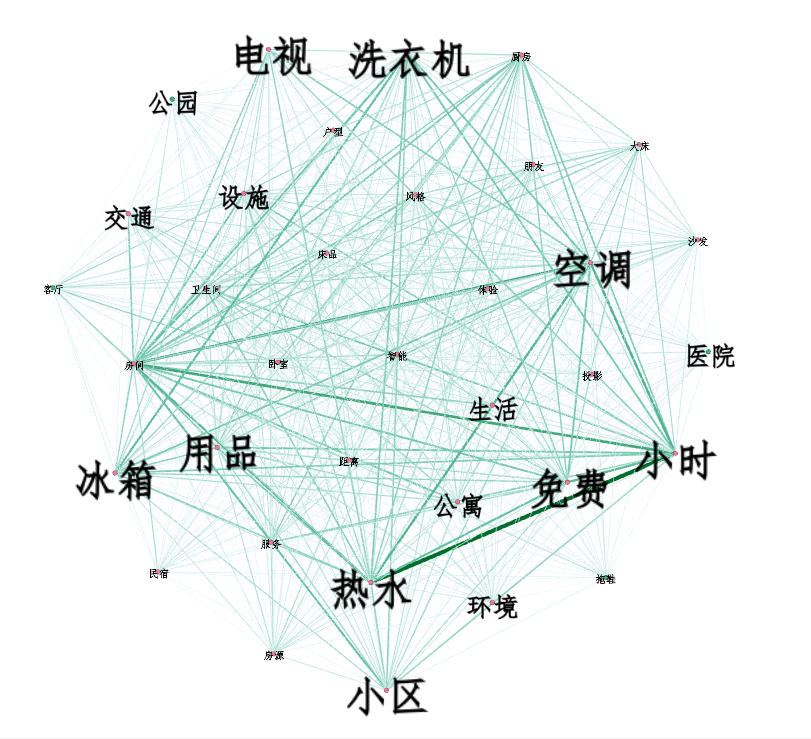 电视
洗衣机
厨房
公园
户型
大床
朋友
设施
风格
交通
沙发
床品
空调
客厅
卫生间
体验
医院
智能
房间
卧室
投影
生活
用品
小时
距离
冰箱
免费
公寓
服务
民宿
热水
拖鞋
环境
房源
小区